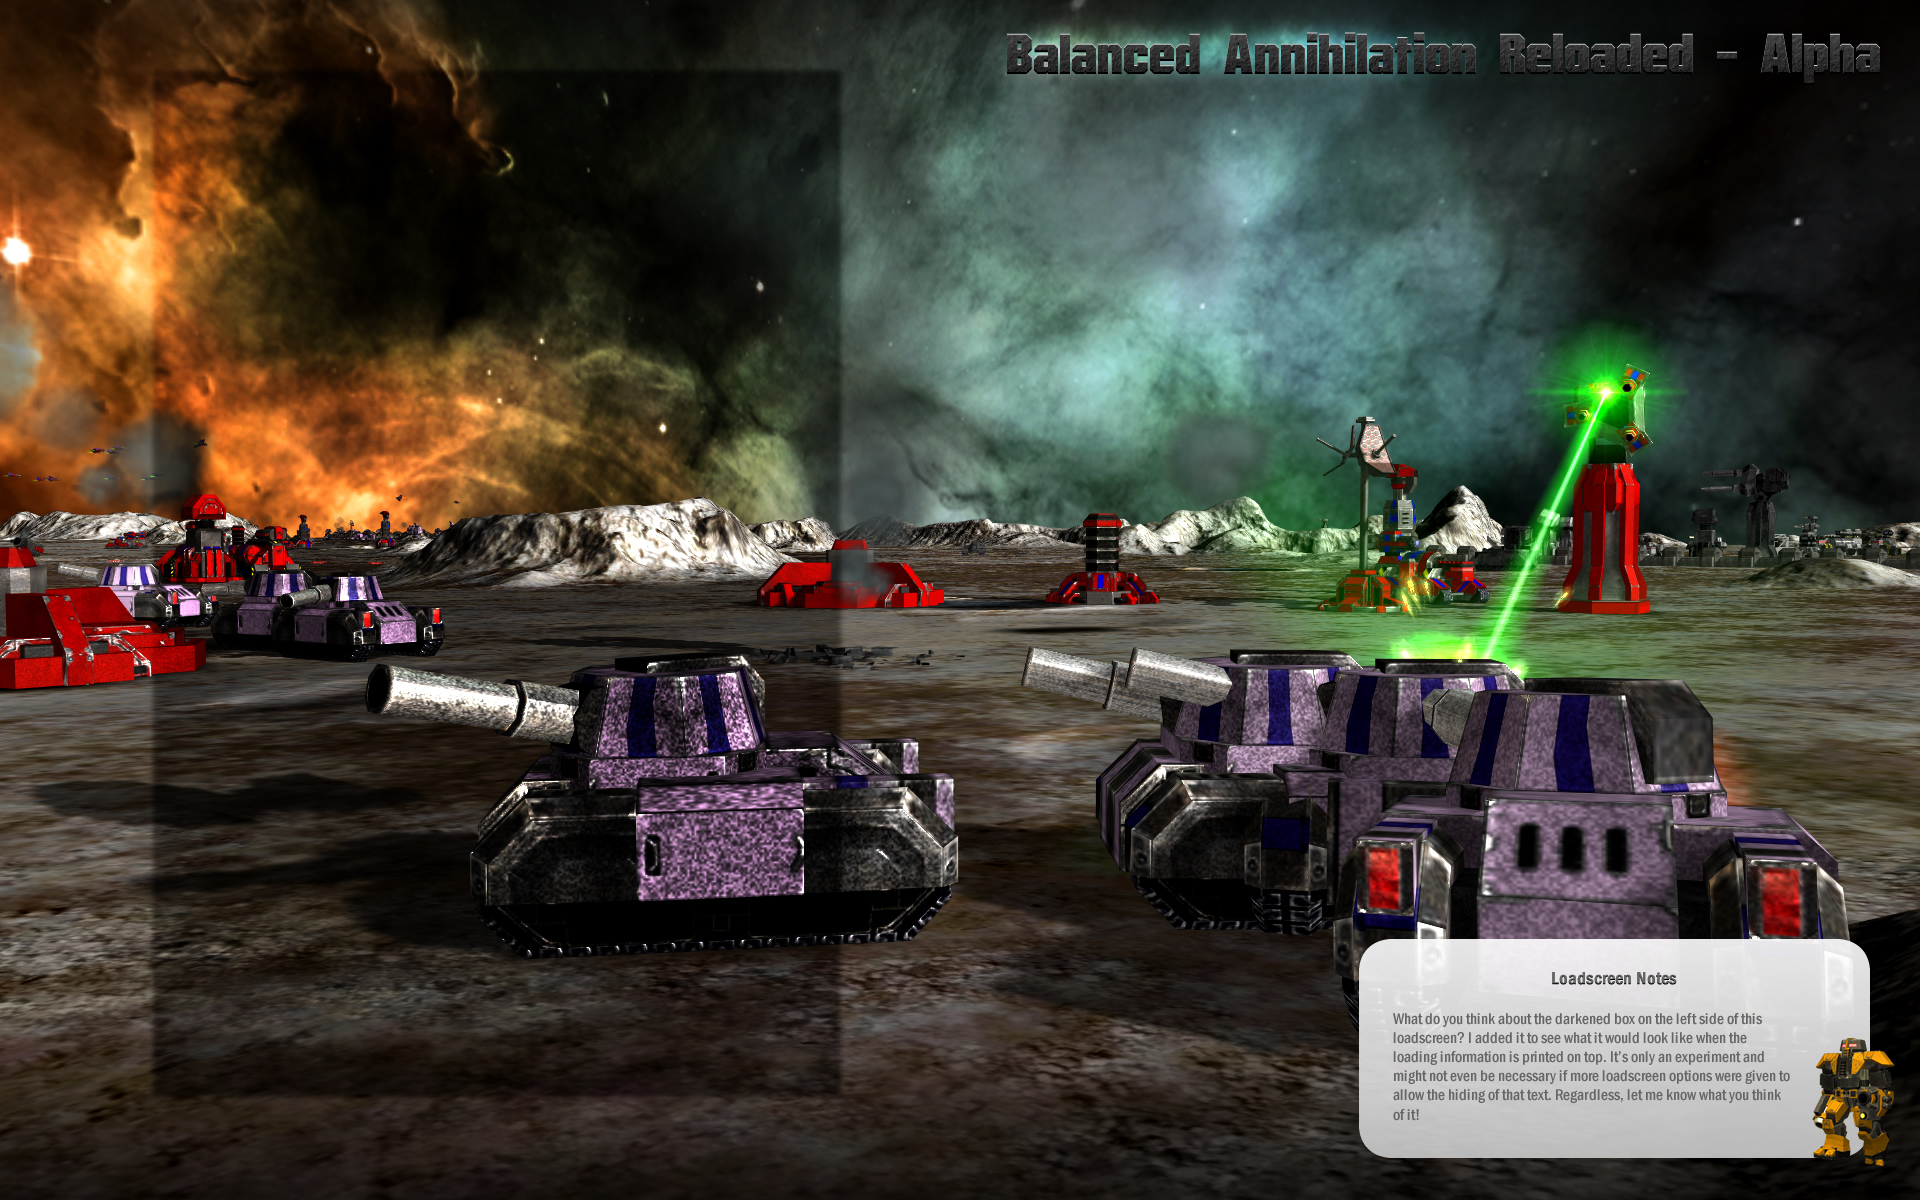 Balanced Annihilation Reloaded - Alpha
Loadscreen Notes
What do you think about the darkened box on the left side of this
loadscreen? I added it to see what it would look like when the
loading information is printed on top. It's only an experiment and
might not even be necessary if more loadscreen options were given to
allow the hiding of that text. Regardless, let me know what you think
of it!